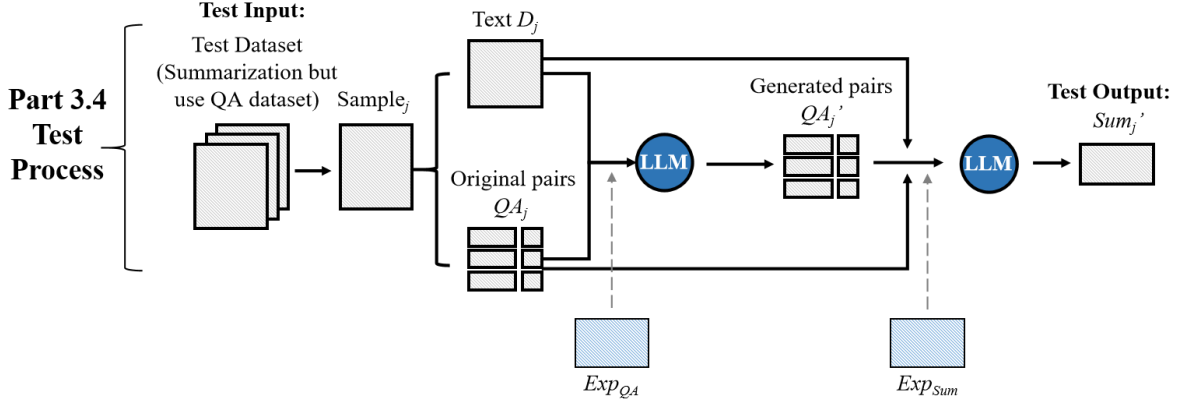 Part 3.4
Test
Process
Test Input:
Test Dataset
(Summarization but
use QA dataset)
Sample_j
Text D_j
Original pairs
QA_j
LLM
Exp_QA
Generated pairs
QA_j’
LLM
Exp_Sum
Test Output:
Sum_j’